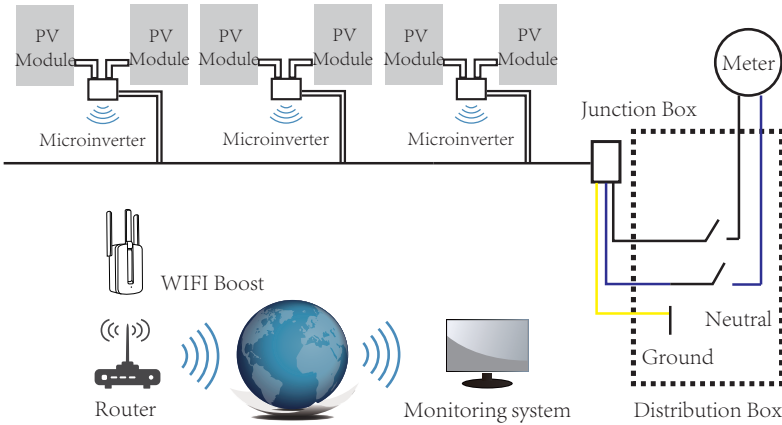 PV
Module
PV
Module
PV
Module
PV
Module
PV
Module
PV
Module
Meter
Microinverter
Microinverter
Microinverter
Junction Box
WIFI Boost
Neutral
Ground
Router
Monitoring system
Distribution Box